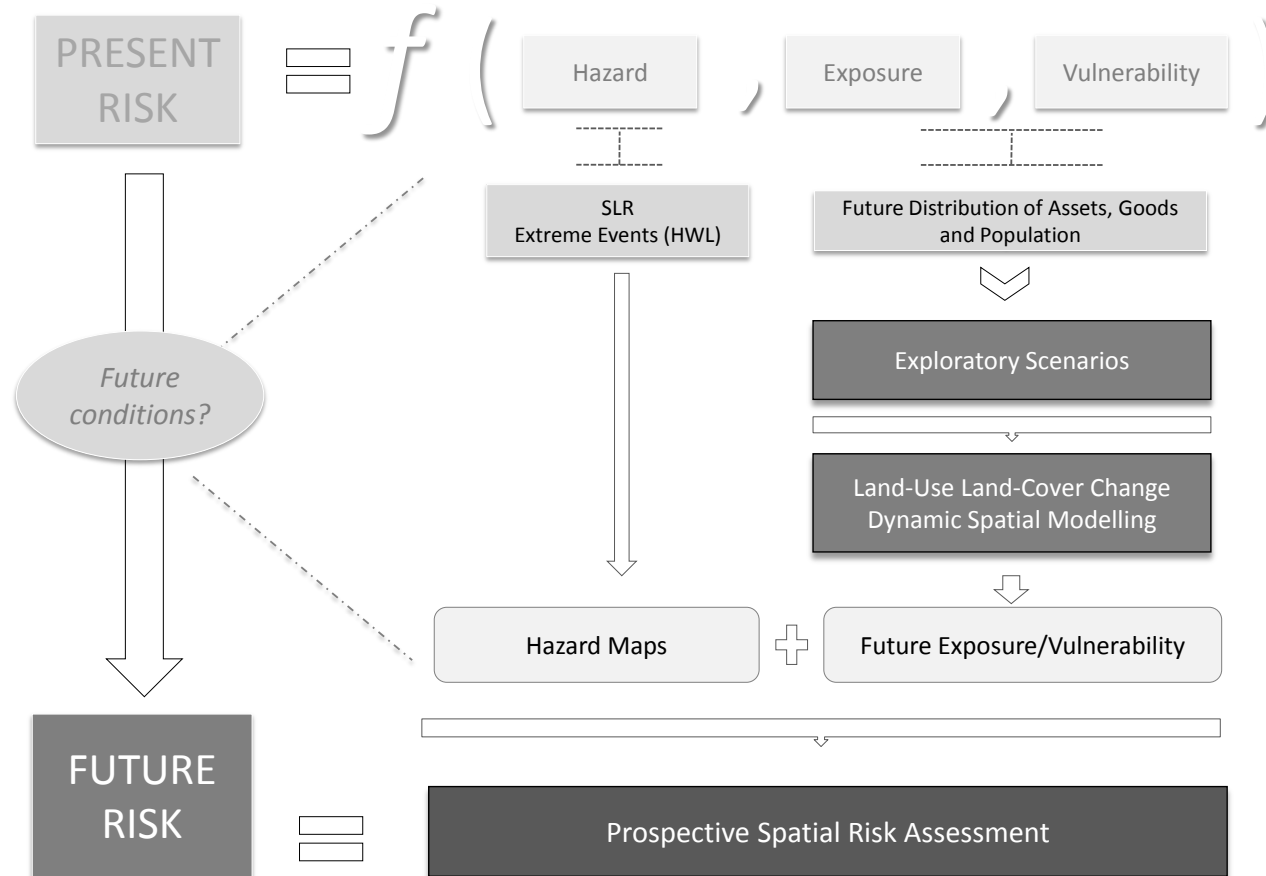 PRESENT
RISK
= f ( Hazard , Exposure , Vulnerability )
SLR
Extreme Events (HWL)
Future Distribution of Assets, Goods
and Population
Exploratory Scenarios
Future
conditions?
Land-Use Land-Cover Change
Dynamic Spatial Modelling
Hazard Maps + Future Exposure/Vulnerability
FUTURE
RISK
= Prospective Spatial Risk Assessment